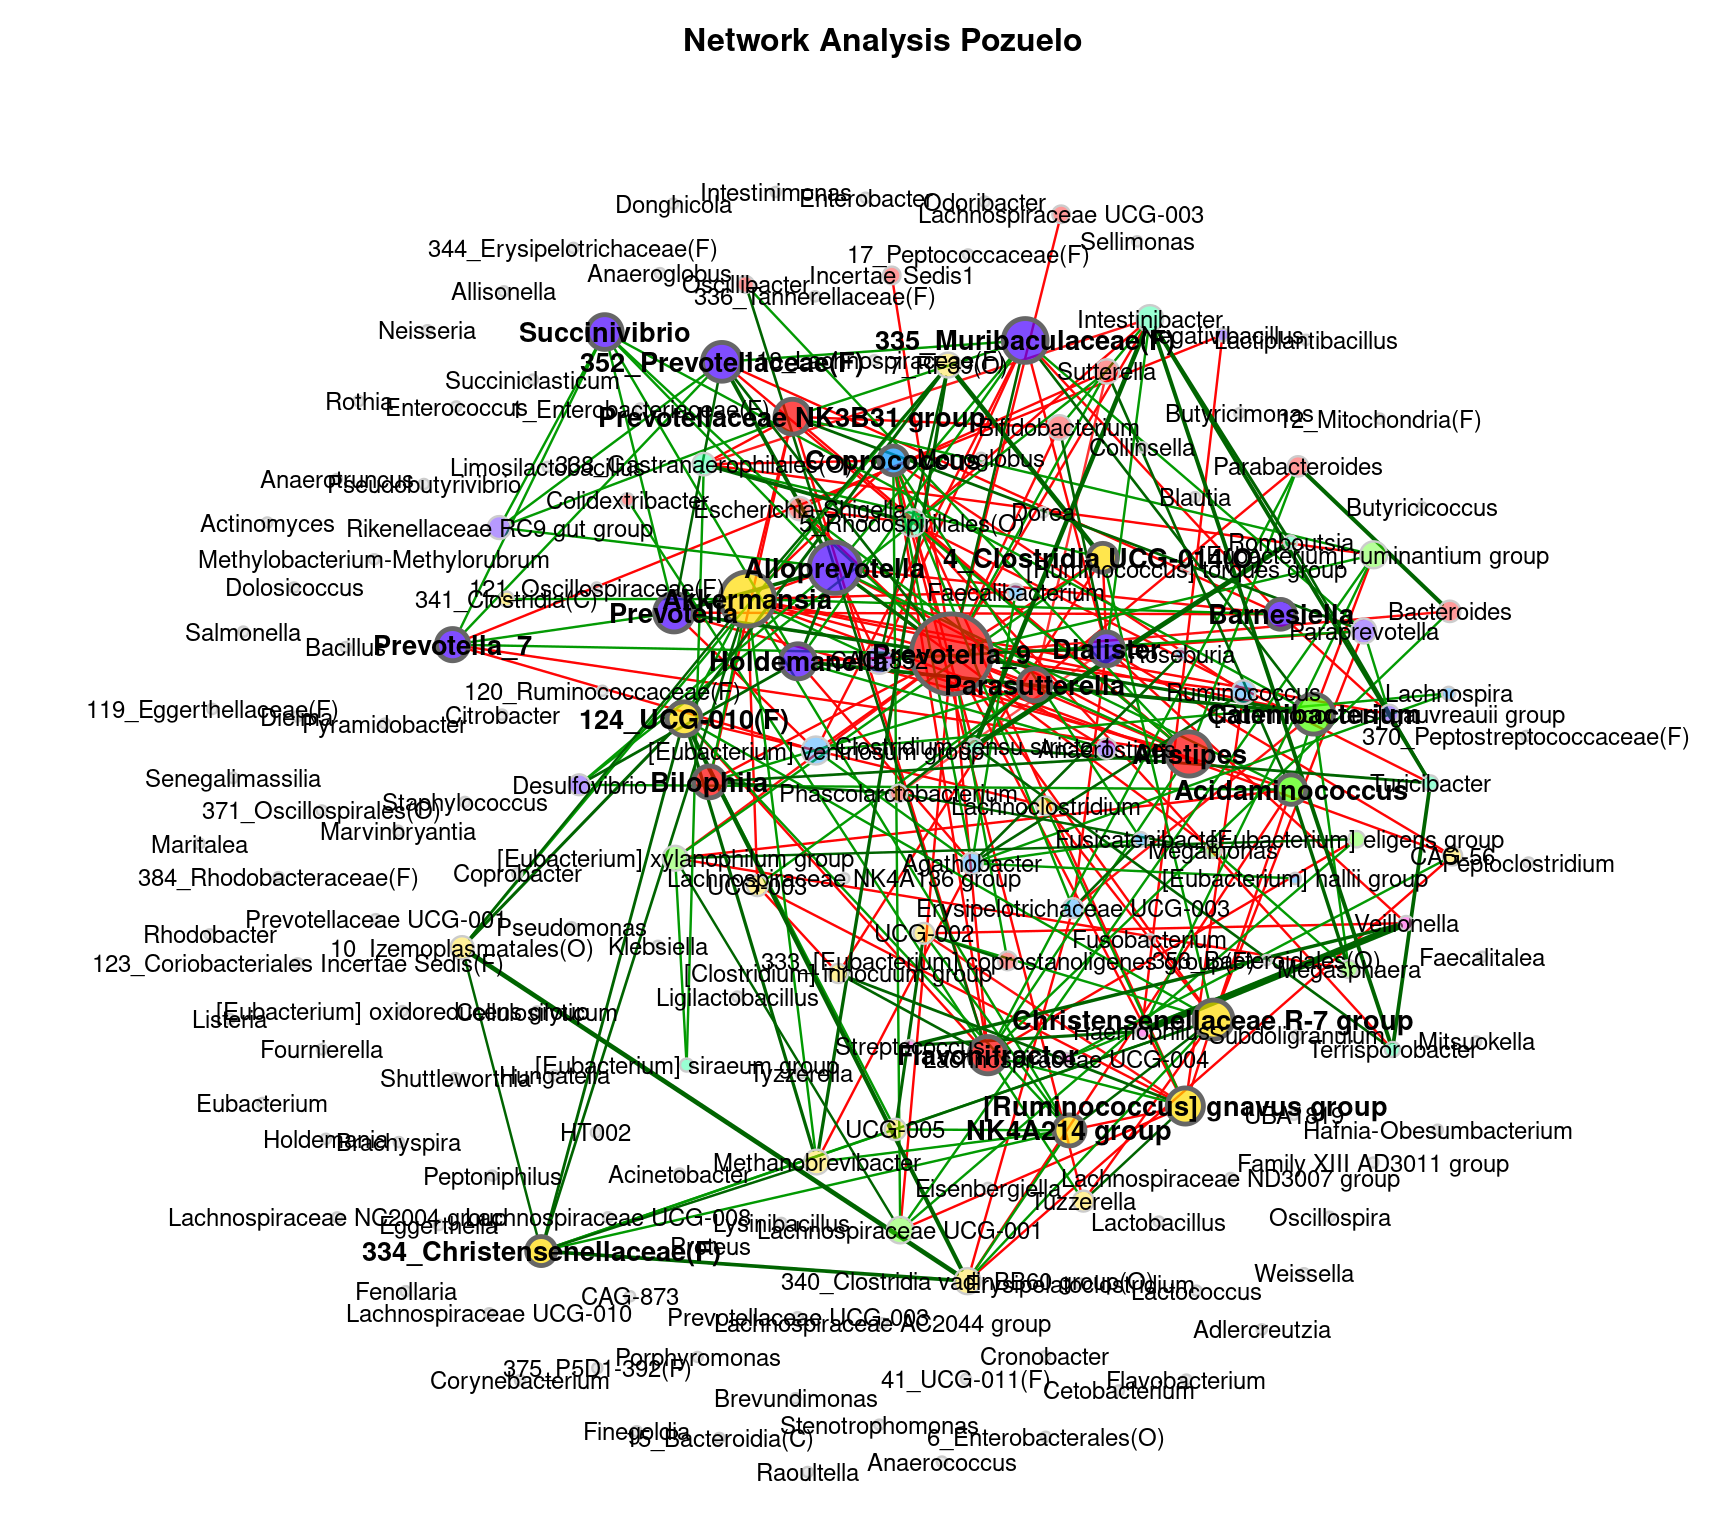 Network Analysis Pozuelo
Intestinimonas
Enterobacter
Odoribacter
Donghicola
Lachnospiraceae UCG-003
Sellimonas
344_Erysipelotrichaceae(F)
17_Peptococcaceae(F)
Anaeroglobus
Incertae Sedis1
Oscillibacter
336_Tannerellaceae(F)
Allisonella
Intestinibacter
Neisseria
Succinivibrio
335_Muribaculaceae(F)
Negativibacillus
Lactiplantibacillus
352_Prevotellaceae(F)
7_RF39(O)
Sutterella
Succiniclasticum
Rothia
Enterococcus
1_Enterobacteriaceae(F)
Prevotellaceae NK3B31 group
Butyricimonas
12_Mitochondria(F)
Bifidobacterium
Collinsella
Coprococcus
Monoglobus
Limosilactobacillus
338_Gastranaerophilales(O)
Parabacteroides
Anaerotruncus
Pseudobutyrivibrio
Blautia
Colidextribacter
Escherichia-Shigella
Dorea
Butyricicoccus
Actinomyces
Rikenellaceae RC9 gut group
5_Rhodospirillales(O)
Romboutsia
Methylobacterium-Methylorubrum
4_Clostridia UCG-014(O)
[Eubacterium] ruminantium group
Alloprevotella
[Ruminococcus] torques group
Dolosicoccus
121_Oscillospiraceae(F)
341_Clostridia(C)
Akkermansia
Faecalibacterium
Prevotella
Barnesiella
Bacteroides
Salmonella
Paraprevotella
Bacillus
Prevotella_7
Holdemanella
CAG-352
Prevotella_9
Dialister
Roseburia
Parasutterella
120_Ruminococcaceae(F)
Ruminococcus
Lachnospira
119_Eggerthellaceae(F)
Dielma
Pyramidobacter
Citrobacter
124_UCG-010(F)
Catenibacterium
370_Peptostreptococcaceae(F)
[Eubacterium] ventriosum group
Anaerostipes
Alistipes
Senegalimassilia
Desulfovibrio
Bilophila
Turicibacter
Acidaminococcus
Phascolarctobacterium
Lachnoclostridium
Staphylococcus
371_Oscillospirales(O)
Marvinbryantia
Maritalea
Fusicatenibacter
[Eubacterium] eligens group
Megamonas
CAG-56
Peptoclostridium
[Eubacterium] xylanophilum group
Agathobacter
384_Rhodobacteraceae(F)
Coprobacter
Lachnospiraceae NK4A136 group
UCG-003
[Eubacterium] hallii group
Erysipelotrichaceae UCG-003
Prevotellaceae UCG-001
Pseudomonas
Veillonella
Rhodobacter
10_Izemoplasmatales(O)
Klebsiella
UCG-002
Fusobacterium
123_Coriobacteriales Incertae Sedis(F)
333_[Eubacterium] coprostanoligenes group(F)
353_Bacteroidales(O)
Faecalitalea
[Clostridium] innocuum group
Megasphaera
Ligilactobacillus
[Eubacterium] oxidoreducens group
Cellulosilyticum
Listeria
Christensenellaceae R-7 group
Haemophilus
Subdoligranulum
Fournierella
Streptococcus
Flavonifractor
Lachnospiraceae UCG-004
Terrisporobacter
Mitsuokella
Shuttleworthia
Hungatella
[Eubacterium] siraeum group
Tyzzerella
Eubacterium
[Ruminococcus] gnavus group
UBA1819
Holdemania
Brachyspira
HT002
UCG-005
NK4A214 group
Hafnia-Obesumbacterium
Methanobrevibacter
Family XIII AD3011 group
Peptoniphilus
Acinetobacter
Eisenbergiella
Lachnospiraceae ND3007 group
Tuzzerella
Lachnospiraceae NC2004 group
Eggerthella
Lachnospiraceae UCG-008
Lysinibacillus
Lachnospiraceae UCG-001
Lactobacillus
Oscillospira
334_Christensenellaceae(F)
Proteus
340_Clostridia vadinBB60 group(O)
Erysipelatoclostridium
Weissella
Fenollaria
CAG-873
Lactococcus
Lachnospiraceae UCG-010
Prevotellaceae UCG-003
Lachnospiraceae AC2044 group
Adlercreutzia
Porphyromonas
Cronobacter
375_P5D1-392(F)
Corynebacterium
41_UCG-011(F)
Cetobacterium
Flavobacterium
Brevundimonas
Finegoldia
15_Bacteroidia(C)
Stenotrophomonas
6_Enterobacterales(O)
Raoultella
Anaerococcus